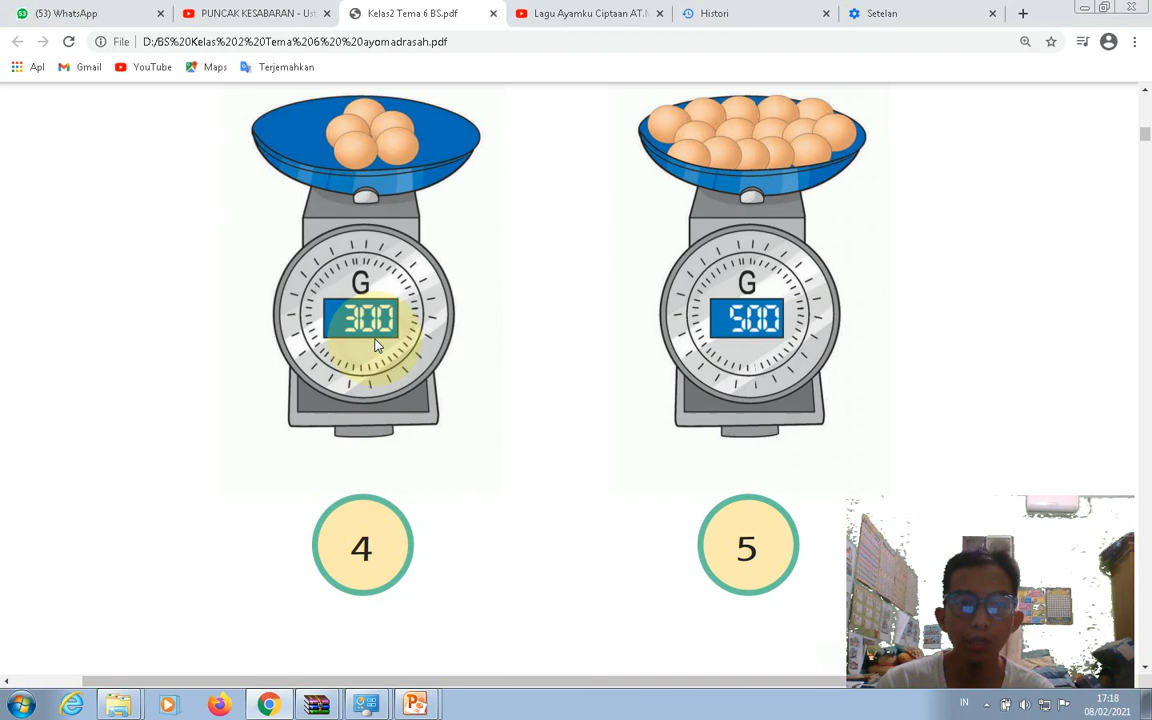 (53) WhatsApp
PUNCAK KESABARAN - Ust
Kelas2 Tema 6 BS.pdf
Lagu Ayamku Ciptaan AT.
Histori
Setelan
File D:/BS%20Kelas%202%20Tema%206%20%20ayomadrasah.pdf
Apl
Gmail
YouTube
Maps
Terjemahkan
G
300
G
500
4
5
IN
17:18
08/02/2021